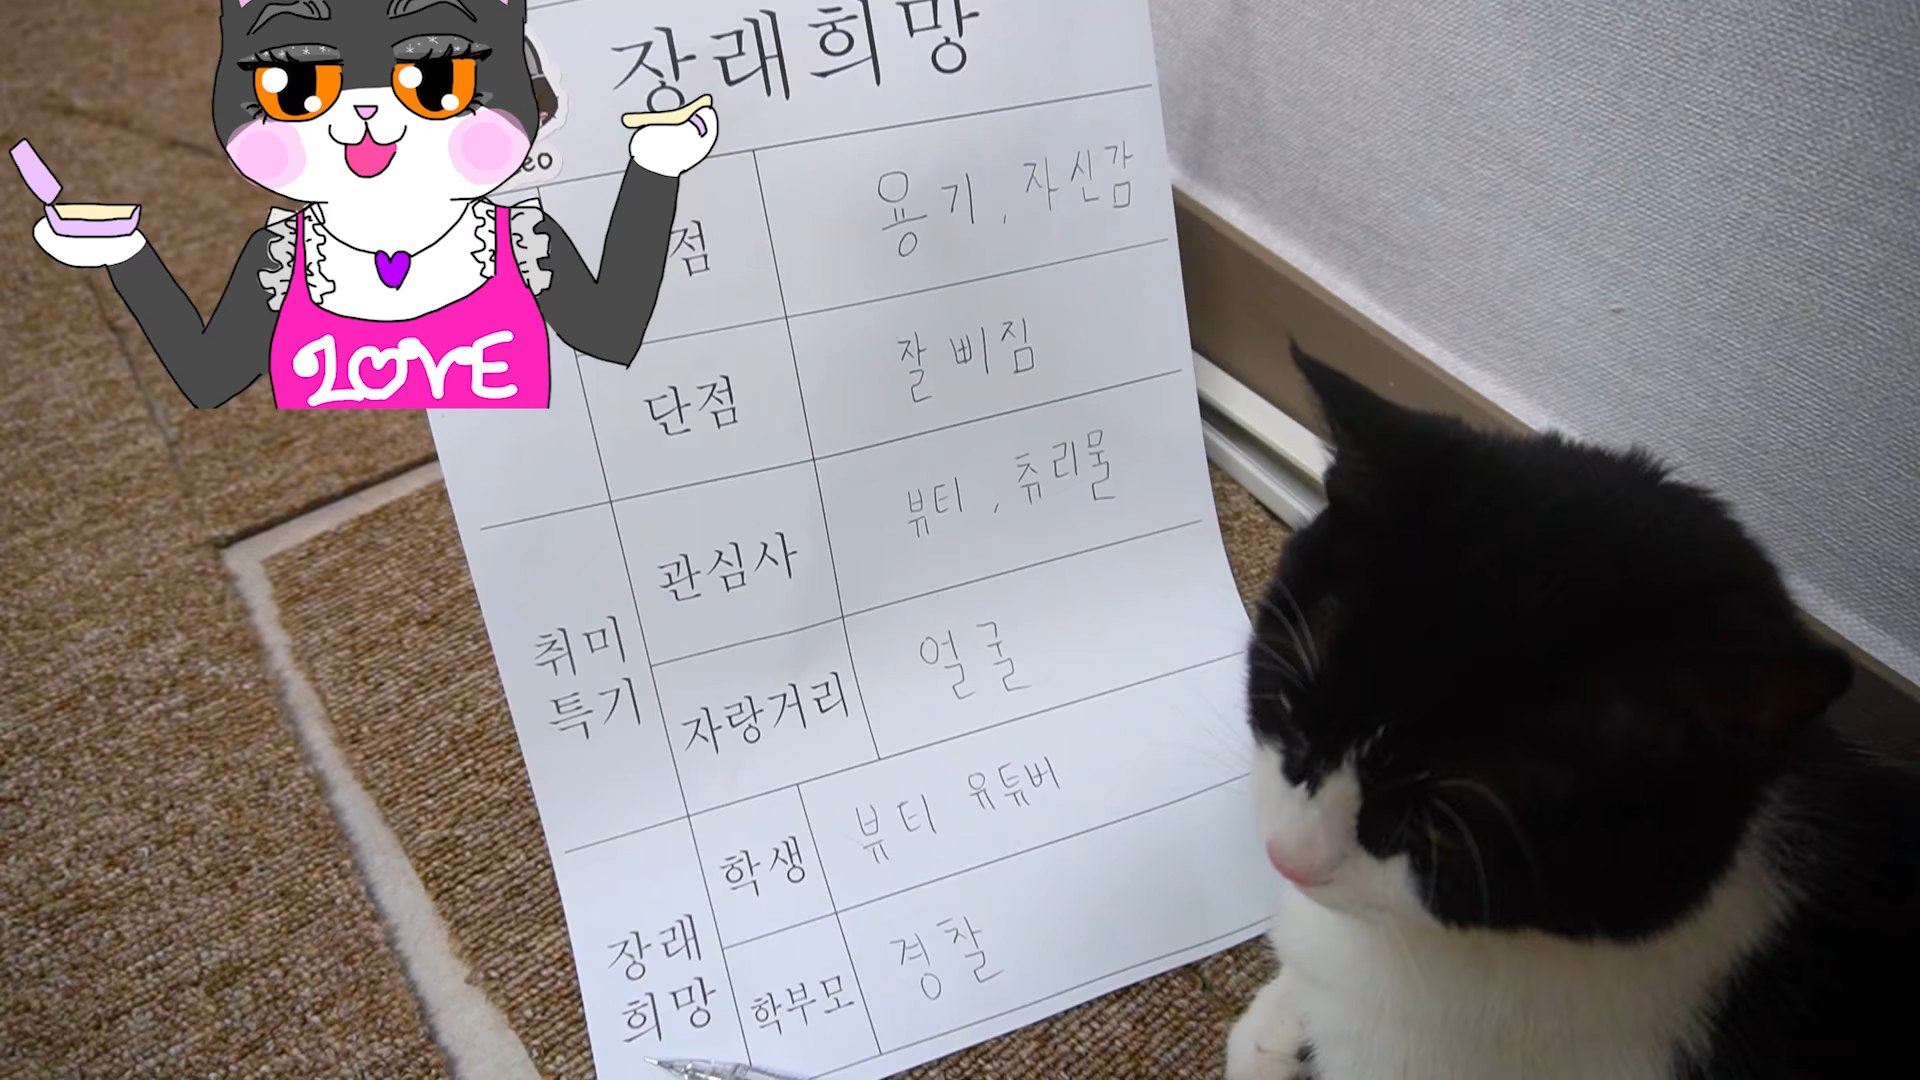 장래희망
eo
점 용기, 자신감
단점 잘삐짐
취미
특기
관심사 뷰티, 츄리물
자랑거리 얼굴
장래
희망
학생 뷰티 유튜버
학부모 경찰
LOVE